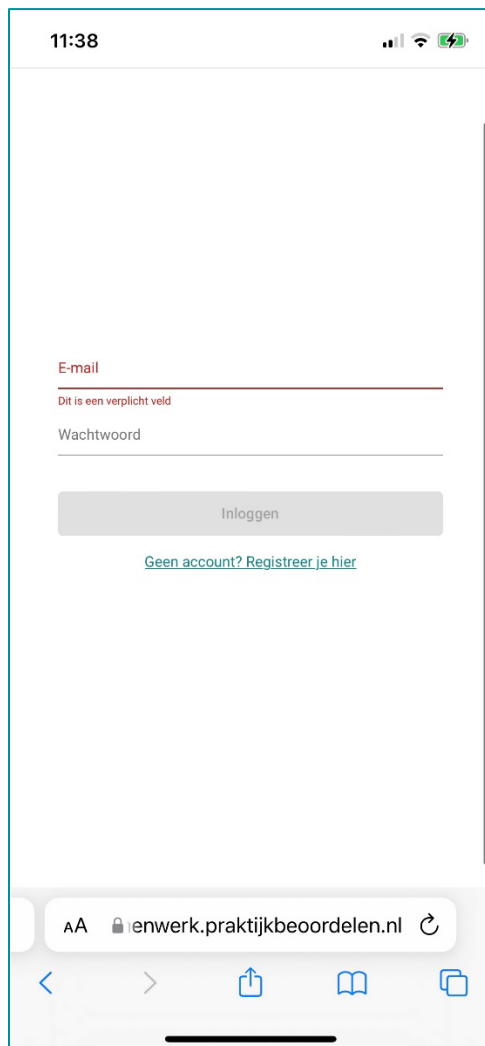 11:38
E-mail
Dit is een verplicht veld
Wachtwoord
Inloggen
Geen account? Registreer je hier
AA enwerk.praktijkbeoordelen.nl